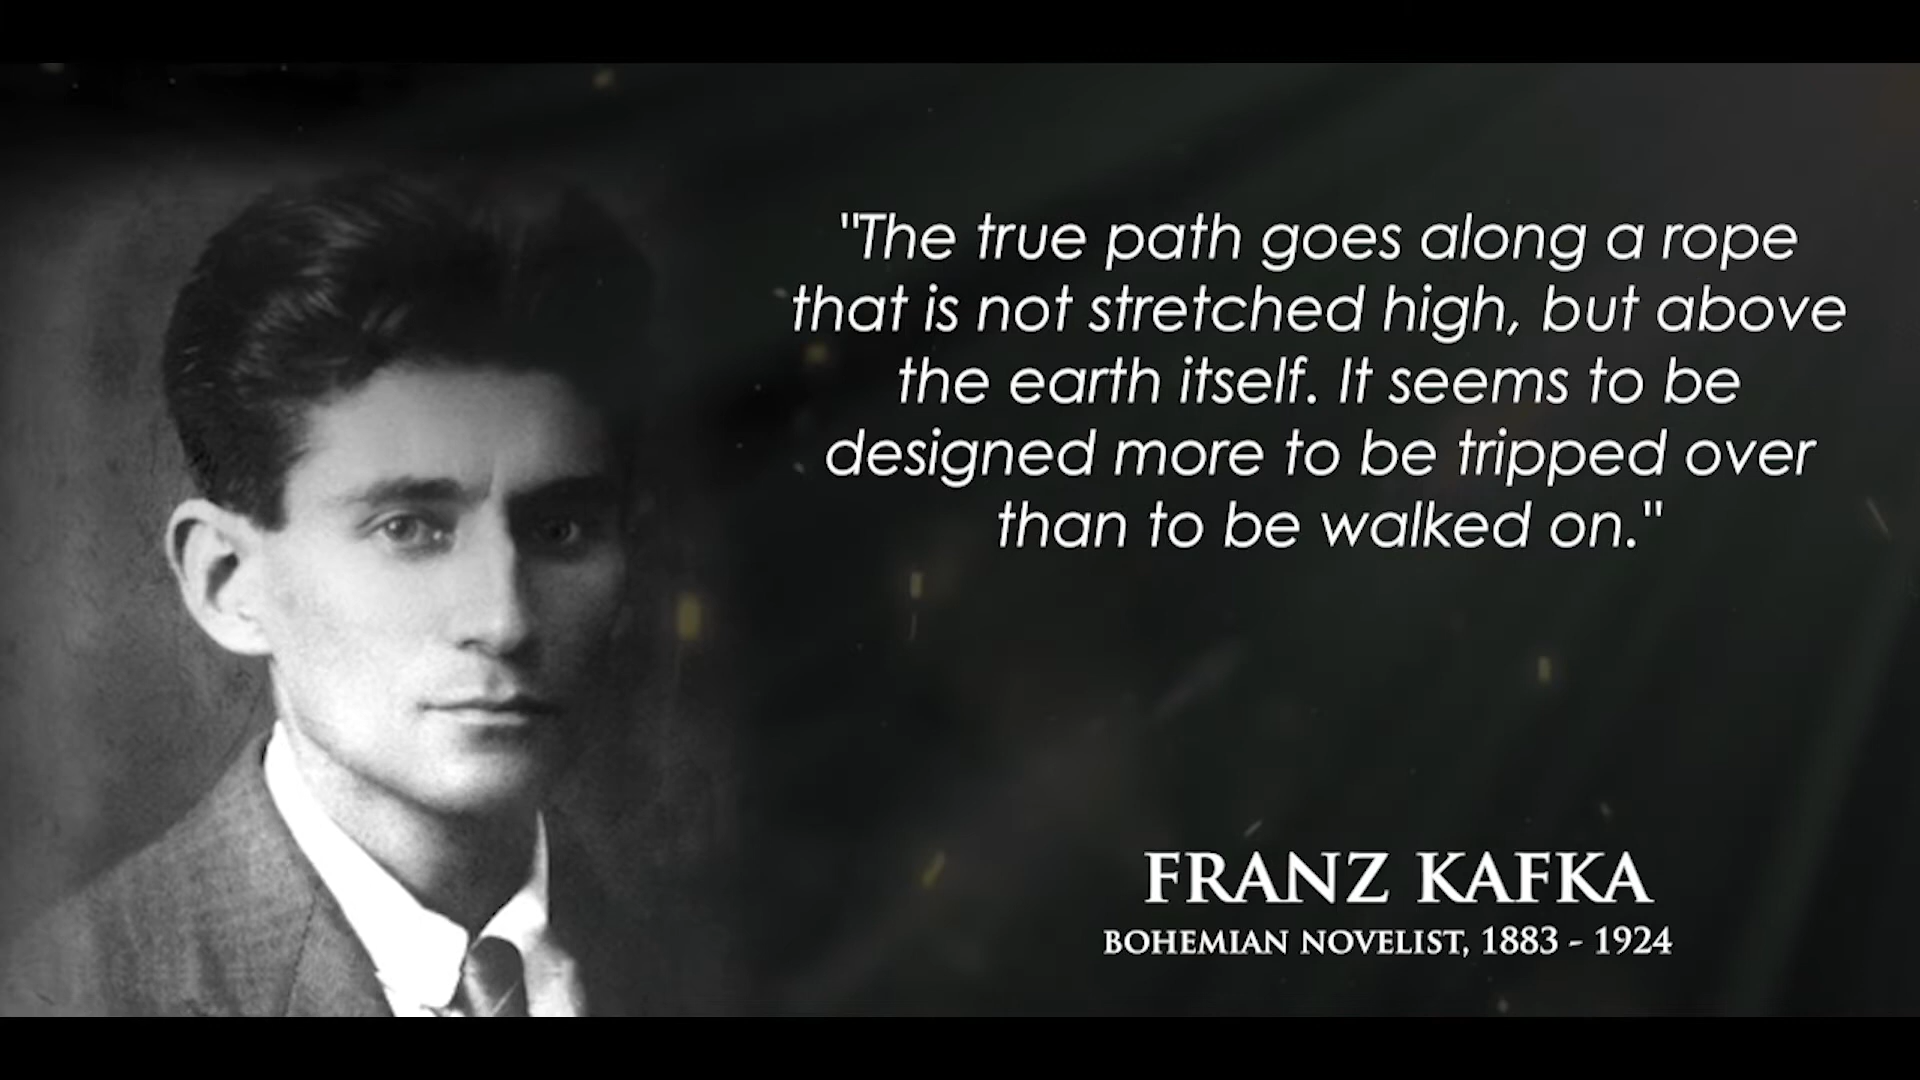 "The true path goes along a rope
that is not stretched high, but above
the earth itself. It seems to be
designed more to be tripped over
than to be walked on."
FRANZ KAFKA
BOHEMIAN NOVELIST, 1883 - 1924